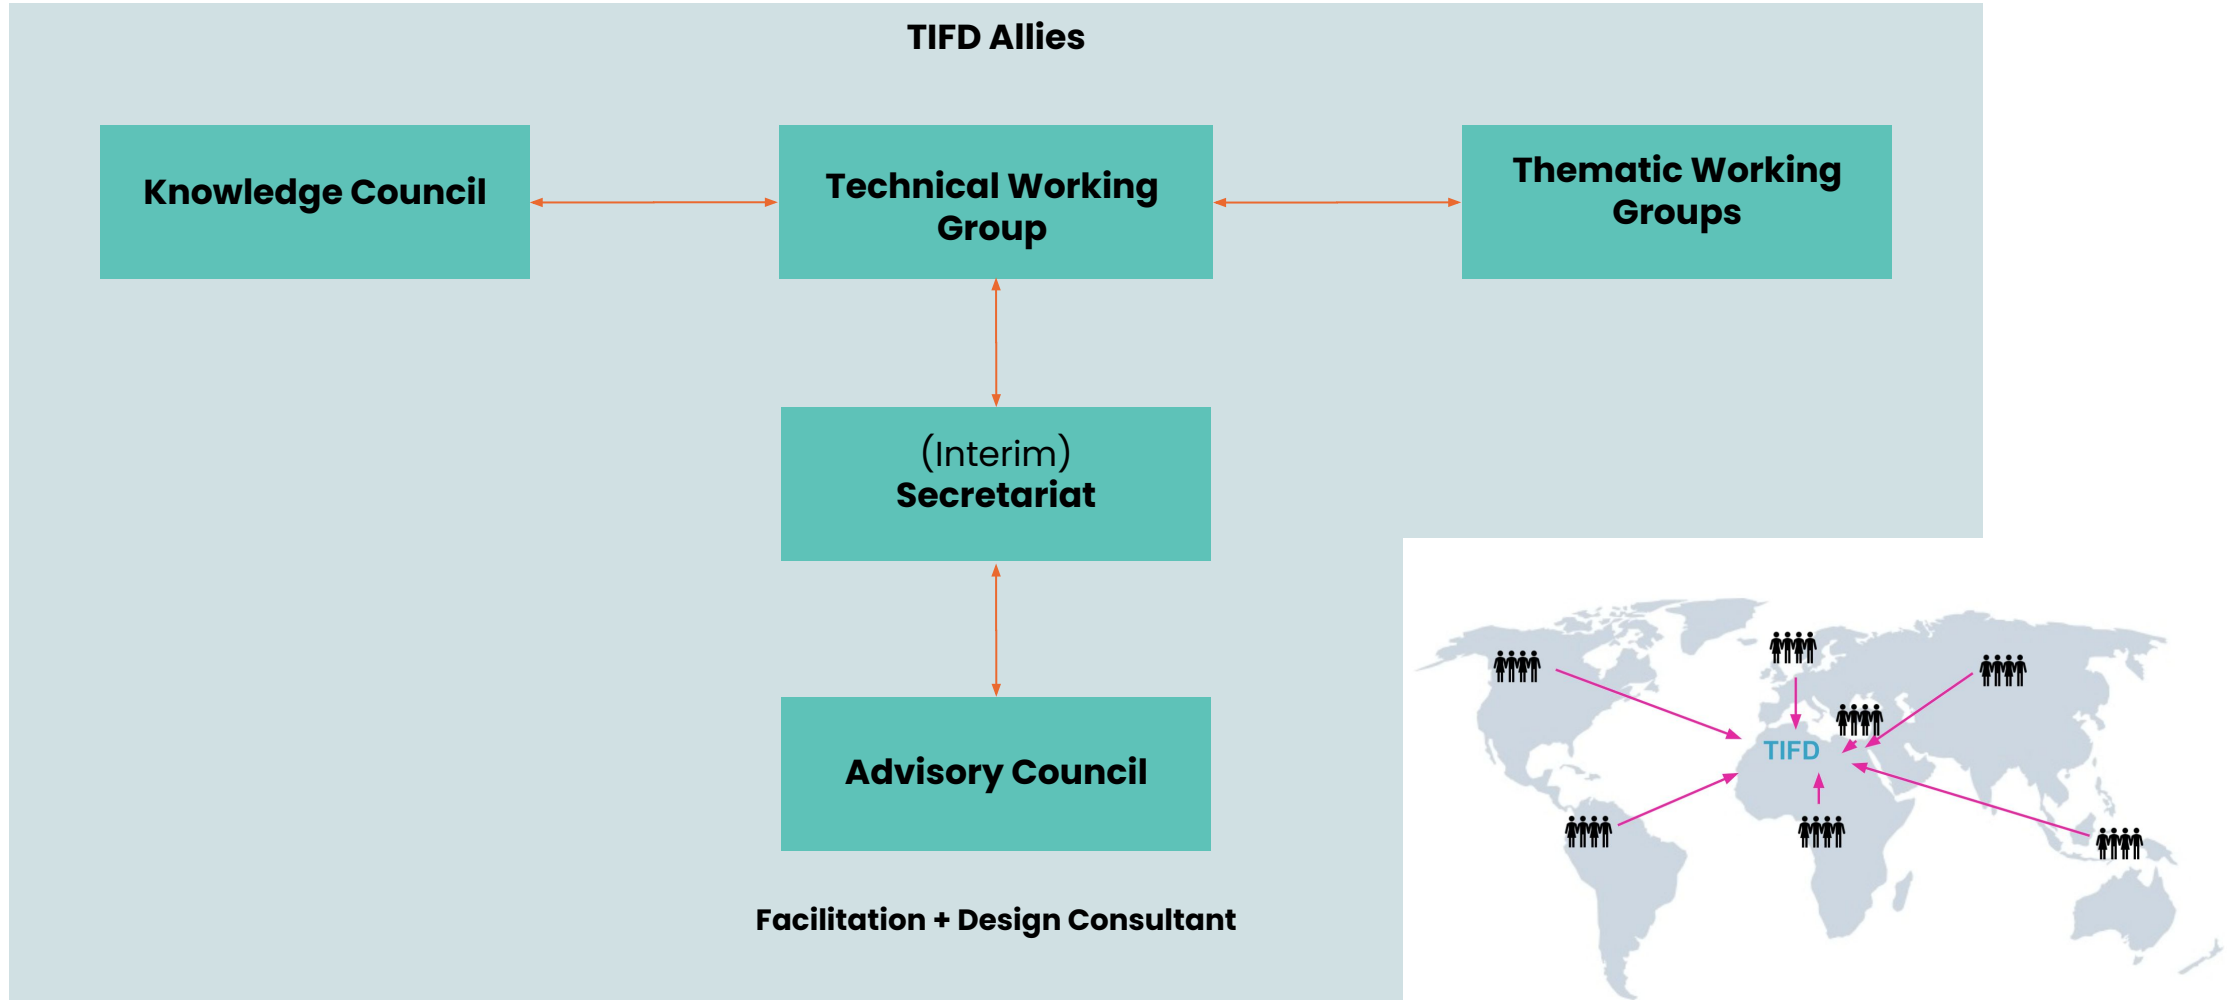 TIFD Allies
Knowledge Council
Technical Working
Group
Thematic Working
Groups
(Interim)
Secretariat
Advisory Council
Facilitation + Design Consultant
TIFD